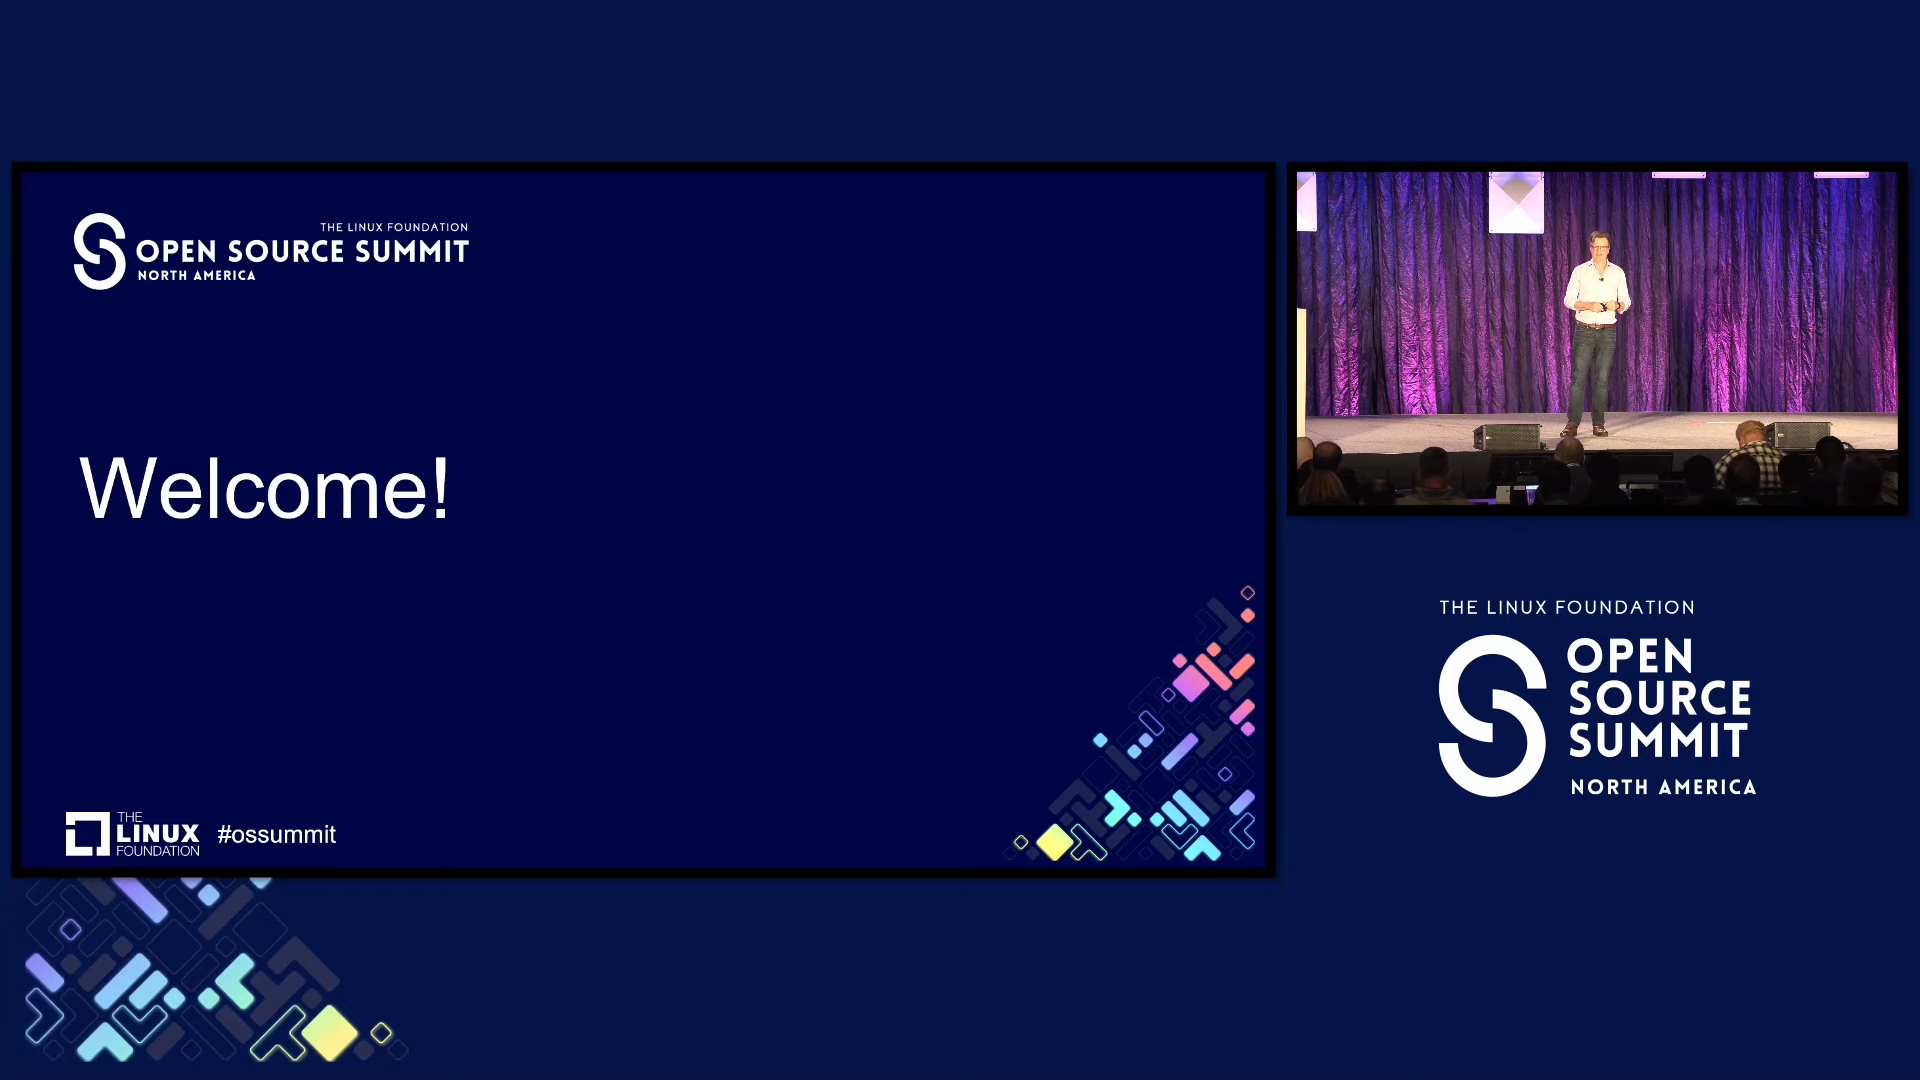 THE LINUX FOUNDATION
OPEN SOURCE SUMMIT
NORTH AMERICA
Welcome!
THE
LINUX
FOUNDATION
#ossummit
THE LINUX FOUNDATION
OPEN
SOURCE
SUMMIT
NORTH AMERICA